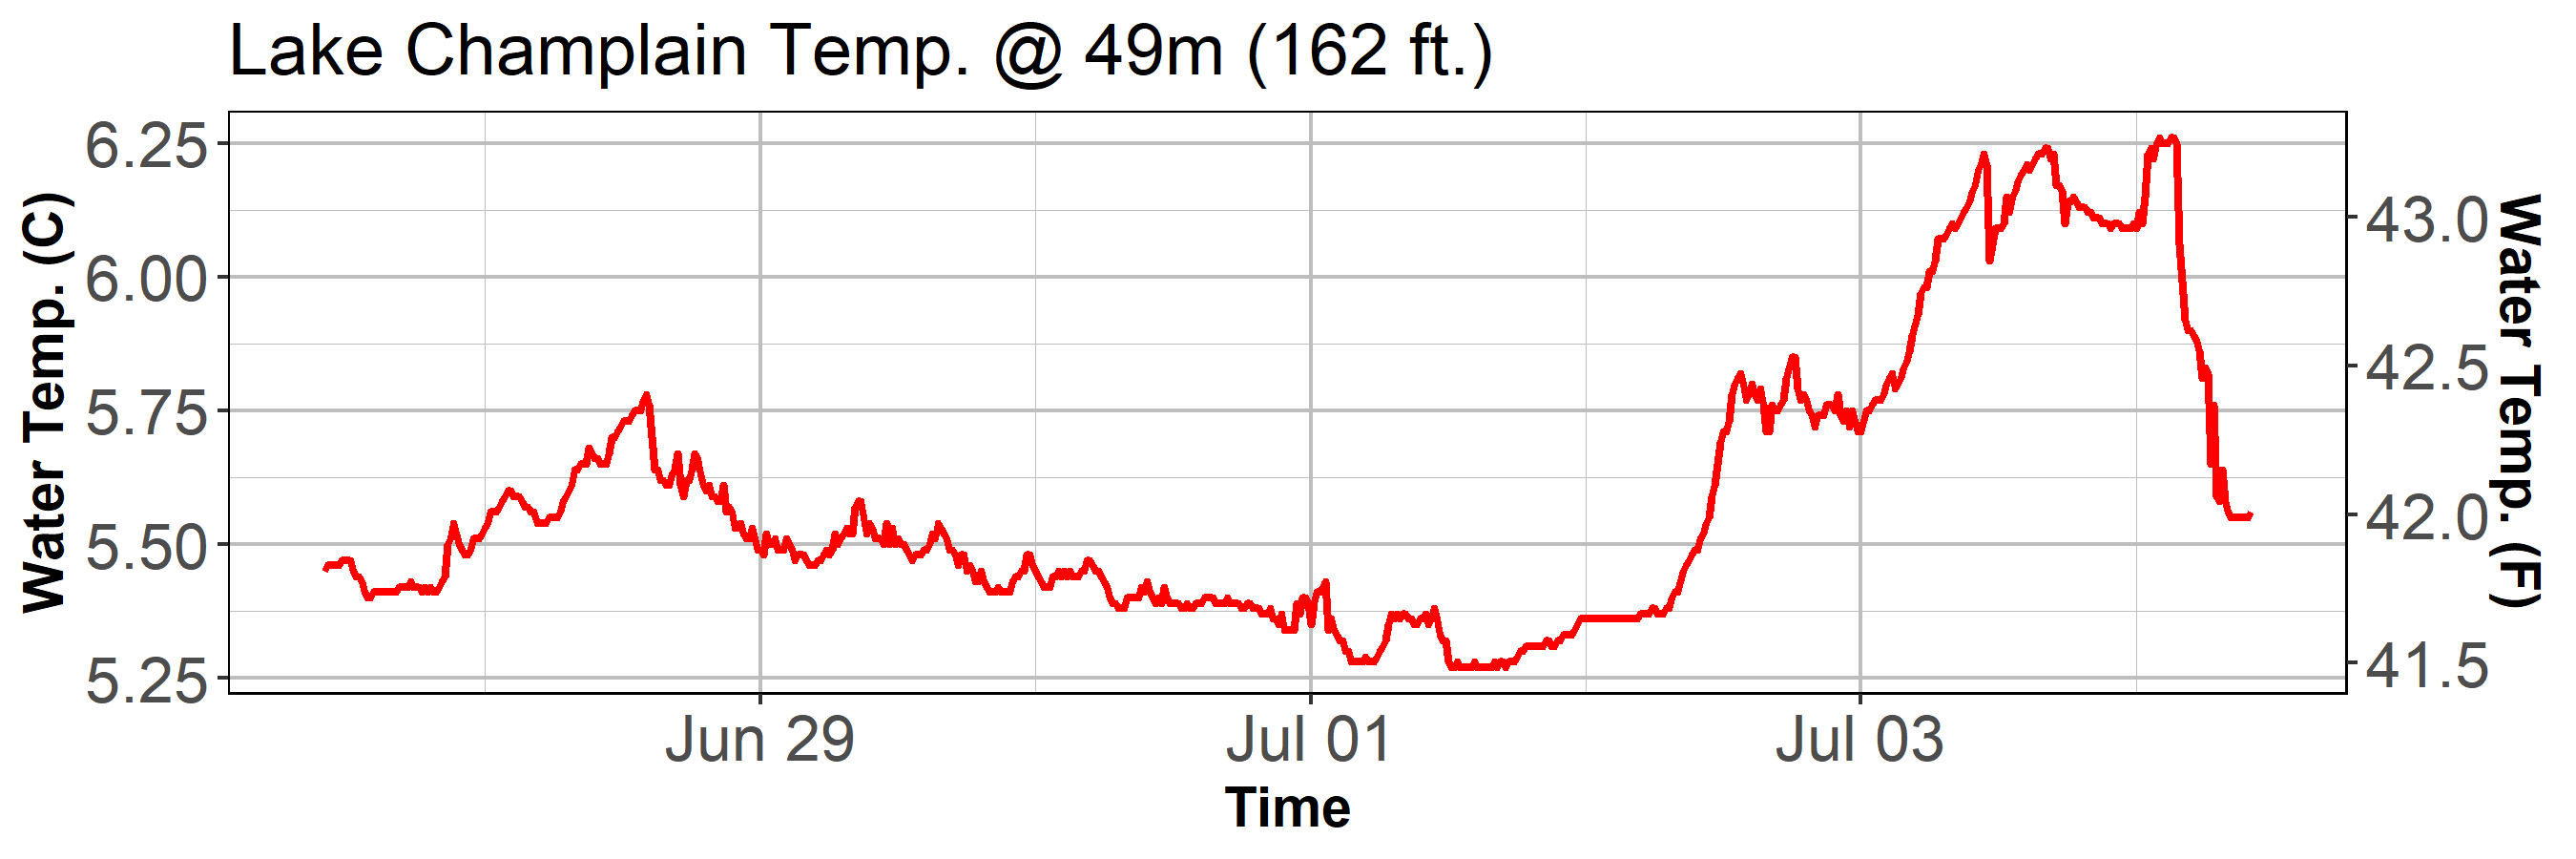 Lake Champlain Temp. @ 49m (162 ft.)
Water Temp. (C)
6.25
6.00
5.75
5.50
5.25
43.0
42.5
42.0
41.5
Water Temp. (F)
Jun 29 Jul 01 Jul 03
Time